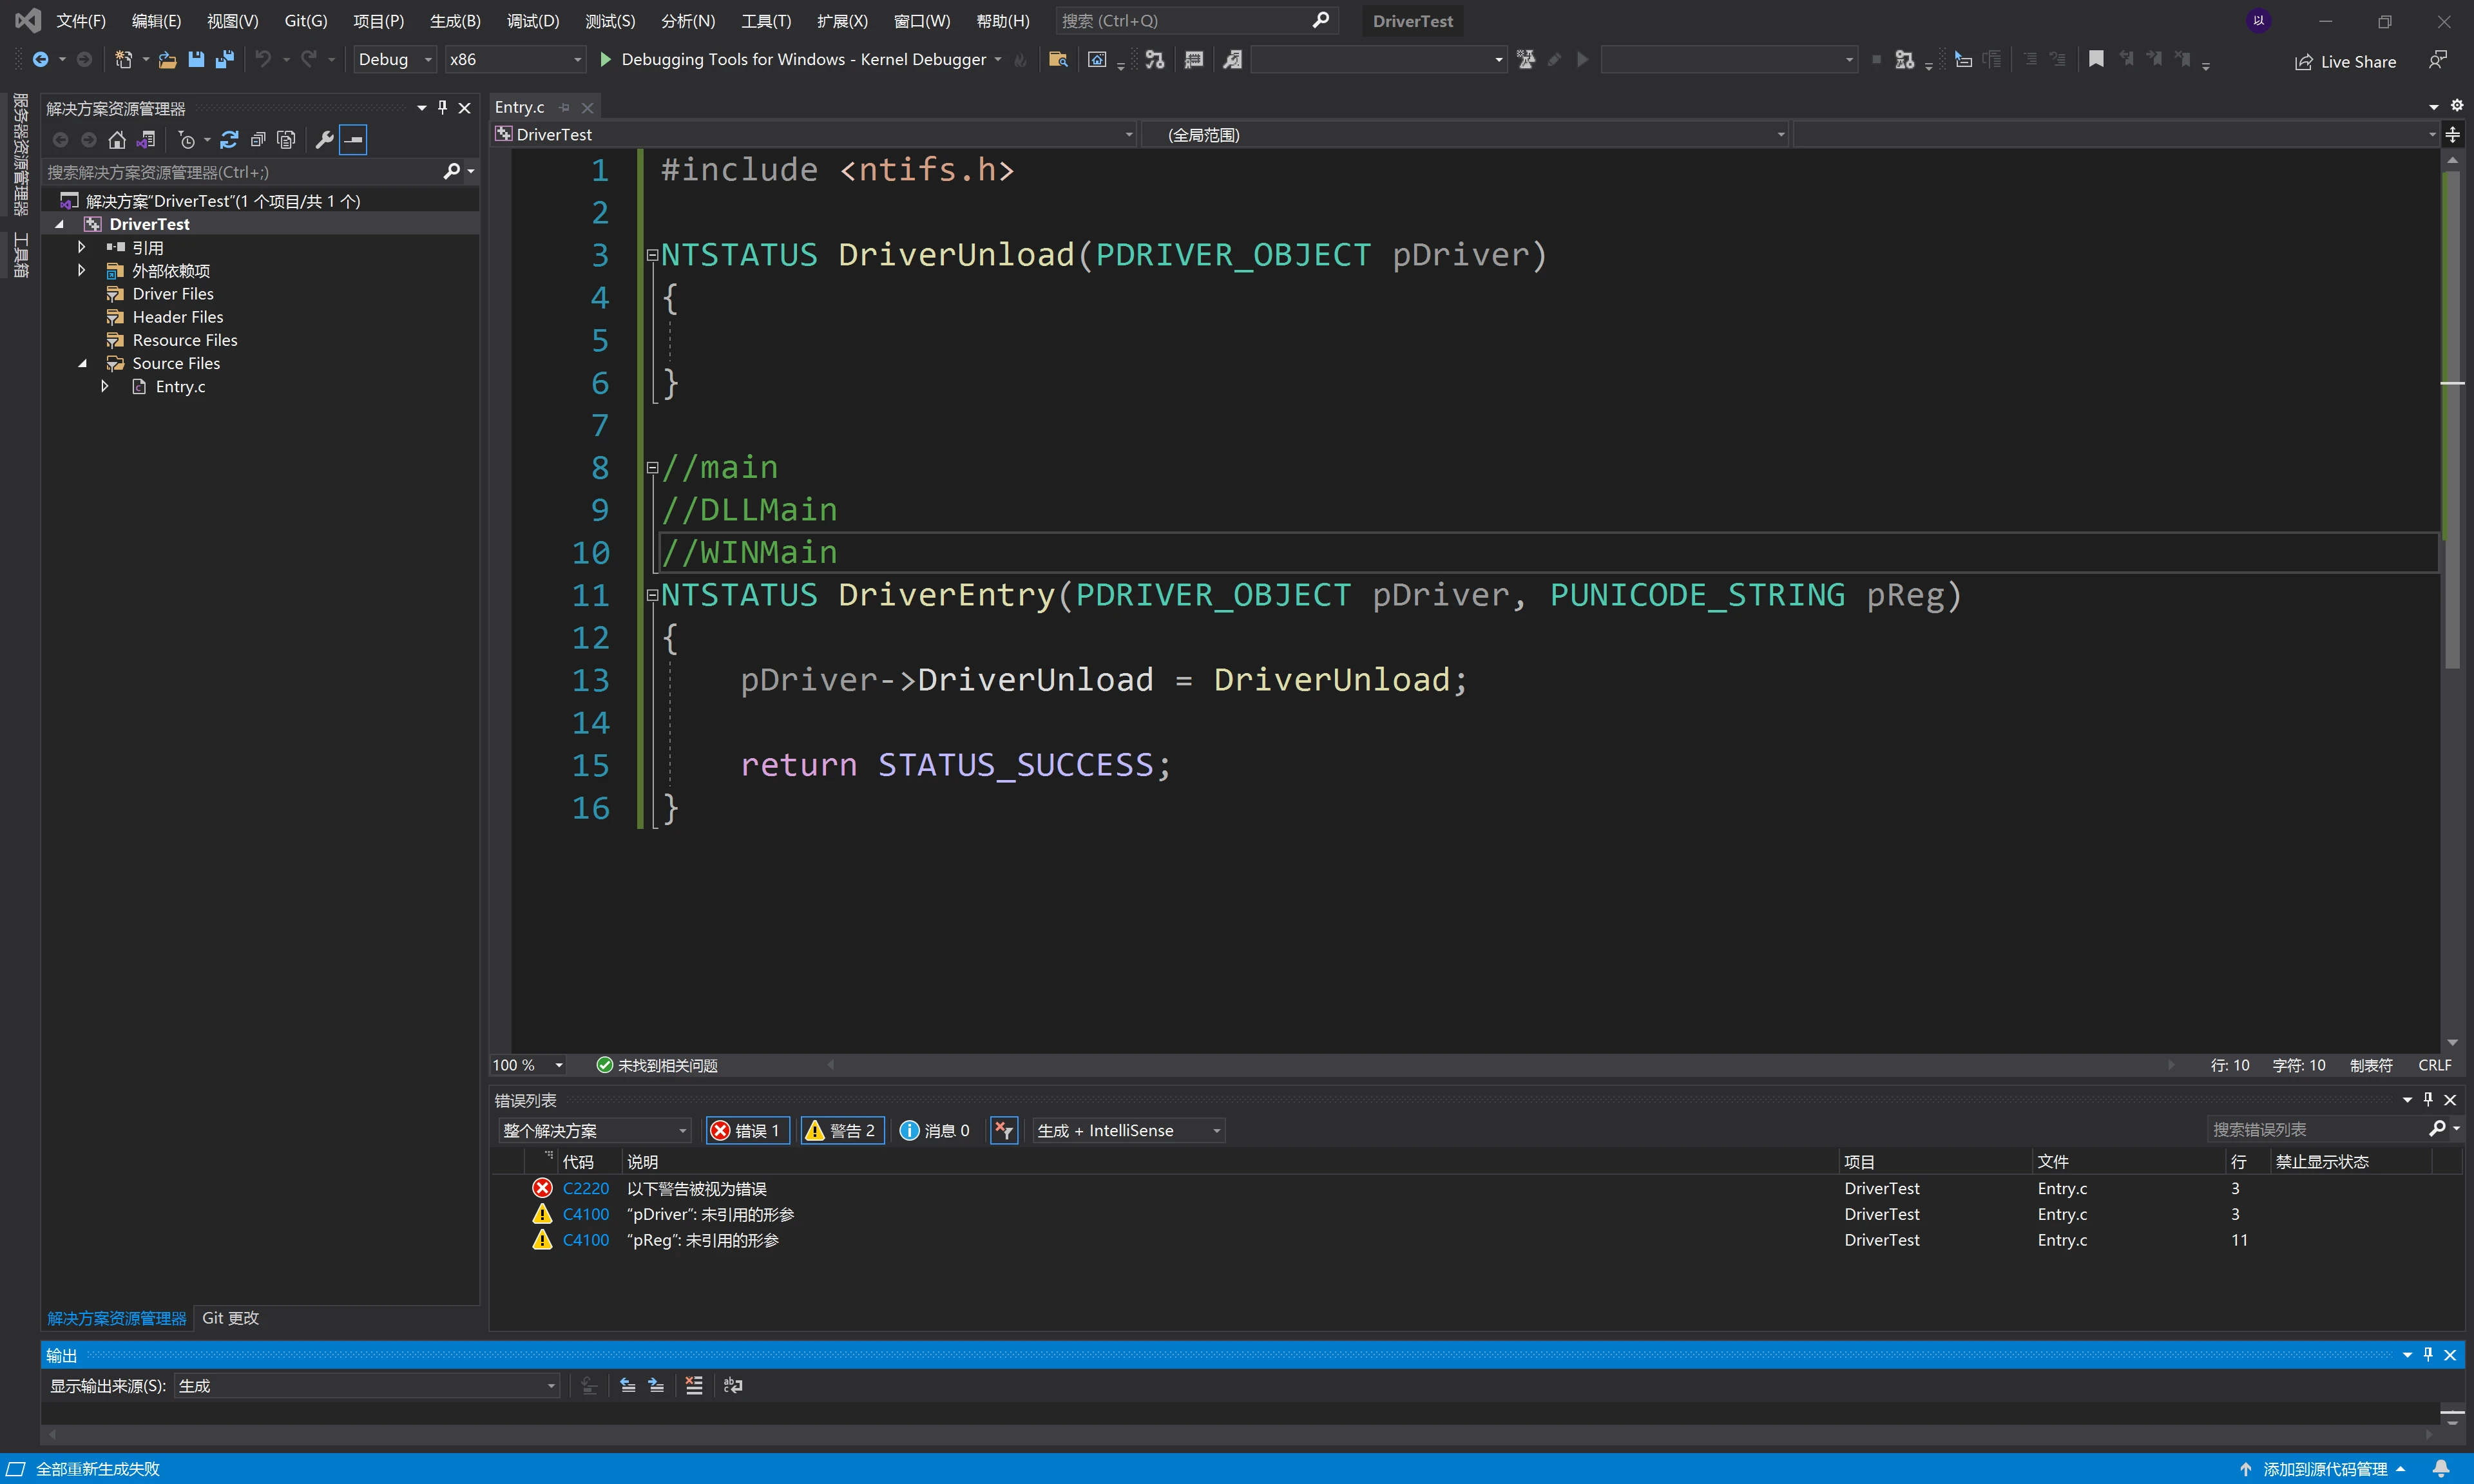 文件(F) 编辑(E) 视图(V) Git(G) 项目(P) 生成(B) 调试(D) 测试(S) 分析(N) 工具(T) 扩展(X) 窗口(W) 帮助(H) 搜索 (Ctrl+Q) DriverTest 以
Debug x86 Debugging Tools for Windows - Kernel Debugger Live Share
服务器资源管理器
工具箱
解决方案资源管理器
搜索解决方案资源管理器(Ctrl+;)
解决方案"DriverTest"(1 个项目/共 1 个)
DriverTest
引用
外部依赖项
Driver Files
Header Files
Resource Files
Source Files
Entry.c
解决方案资源管理器 Git 更改
Entry.c
DriverTest (全局范围)
1 #include <ntifs.h>
2
3 NTSTATUS DriverUnload(PDRIVER_OBJECT pDriver)
4 {
5
6 }
7
8 //main
9 //DLLMain
10 //WINMain
11 NTSTATUS DriverEntry(PDRIVER_OBJECT pDriver, PUNICODE_STRING pReg)
12 {
13 pDriver->DriverUnload = DriverUnload;
14
15 return STATUS_SUCCESS;
16 }
100 % 未找到相关问题 行: 10 字符: 10 制表符 CRLF
错误列表
整个解决方案 错误 1 警告 2 消息 0 生成 + IntelliSense 搜索错误列表
代码 说明 项目 文件 行 禁止显示状态
C2220 以下警告被视为错误 DriverTest Entry.c 3
C4100 “pDriver”: 未引用的形参 DriverTest Entry.c 3
C4100 “pReg”: 未引用的形参 DriverTest Entry.c 11
输出
显示输出来源(S): 生成
全部重新生成失败 添加到源代码管理